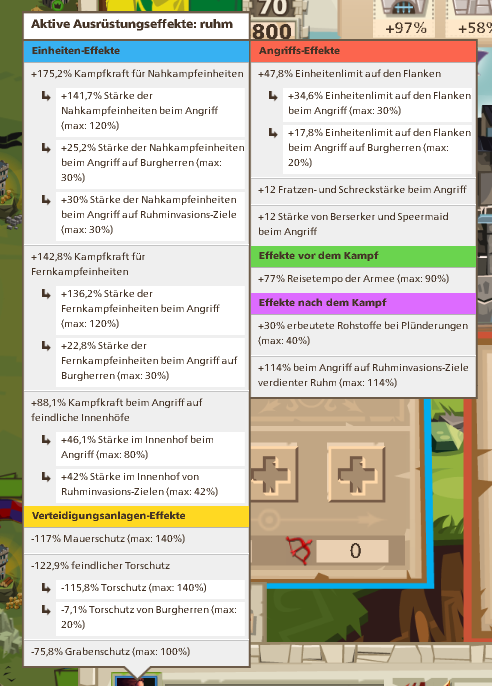 70
800
+97%
+58%
Aktive Ausrüstungseffekte: ruhm
Einheiten-Effekte
+175,2% Kampfkraft für Nahkampfeinheiten
+141,7% Stärke der
Nahkampfeinheiten beim Angriff
(max: 120%)
+25,2% Stärke der Nahkampfeinheiten
beim Angriff auf Burgherren (max:
30%)
+30% Stärke der Nahkampfeinheiten
beim Angriff auf Ruhminvasions-Ziele
(max: 30%)
+142,8% Kampfkraft für
Fernkampfeinheiten
+136,2% Stärke der
Fernkampfeinheiten beim Angriff
(max: 120%)
+22,8% Stärke der
Fernkampfeinheiten beim Angriff auf
Burgherren (max: 30%)
+88,1% Kampfkraft beim Angriff auf
feindliche Innenhöfe
+46,1% Stärke im Innenhof beim
Angriff (max: 80%)
+42% Stärke im Innenhof von
Ruhminvasions-Zielen (max: 42%)
Verteidigungsanlagen-Effekte
-117% Mauerschutz (max: 140%)
-122,9% feindlicher Torschutz
-115,8% Torschutz (max: 140%)
-7,1% Torschutz von Burgherren (max:
20%)
-75,8% Grabenschutz (max: 100%)
Angriffs-Effekte
+47,8% Einheitenlimit auf den Flanken
+34,6% Einheitenlimit auf den Flanken
beim Angriff (max: 30%)
+17,8% Einheitenlimit auf den Flanken
beim Angriff auf Burgherren (max:
20%)
+12 Fratzen- und Schreckstärke beim Angriff
+12 Stärke von Berserker und Speermaid
beim Angriff
Effekte vor dem Kampf
+77% Reisetempo der Armee (max: 90%)
Effekte nach dem Kampf
+30% erbeutete Rohstoffe bei Plünderungen
(max: 40%)
+114% beim Angriff auf Ruhminvasions-Ziele
verdienter Ruhm (max: 114%)
0